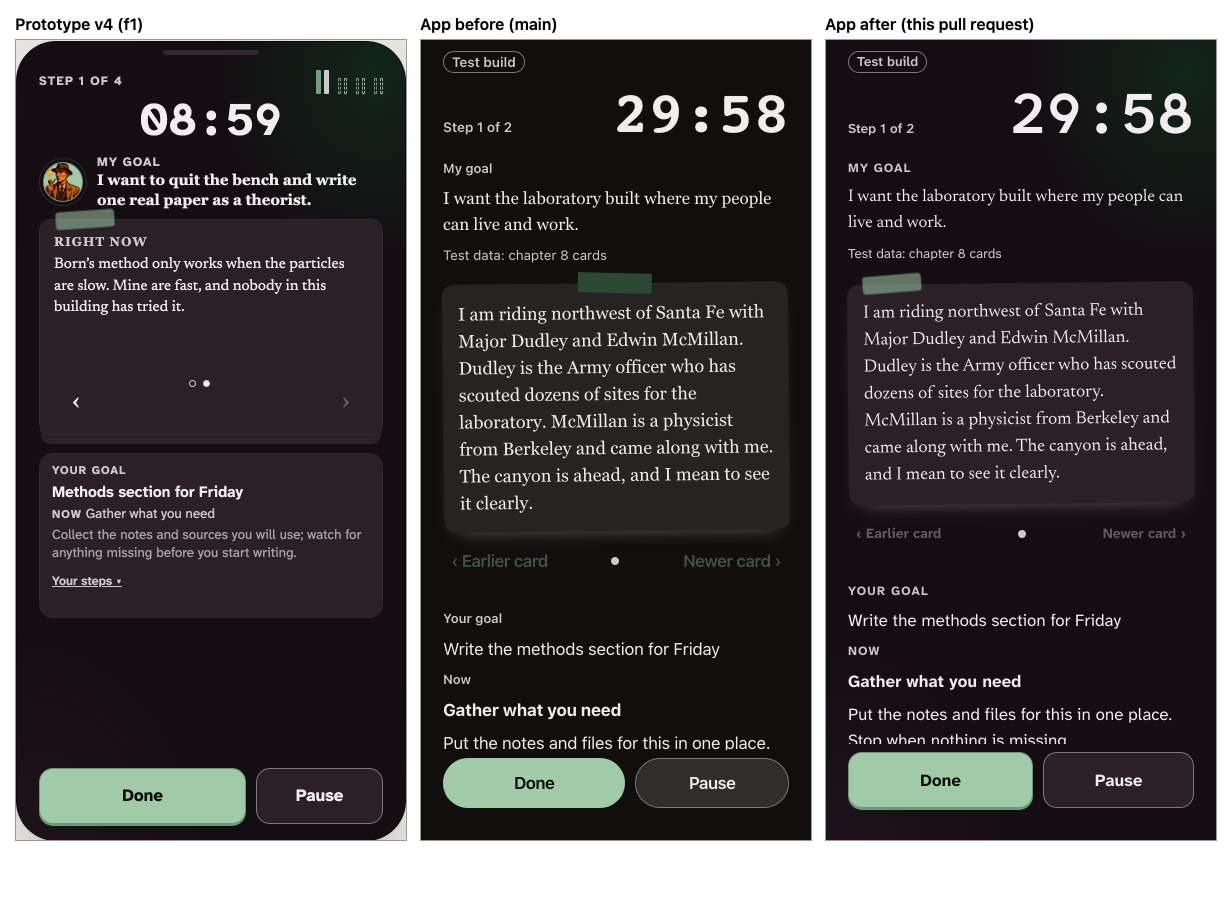 Prototype v4 (f1)
STEP 1 OF 4
08:59
MY GOAL
I want to quit the bench and write
one real paper as a theorist.
RIGHT NOW
Born’s method only works when the particles
are slow. Mine are fast, and nobody in this
building has tried it.
‹ ›
YOUR GOAL
Methods section for Friday
NOW Gather what you need
Collect the notes and sources you will use; watch for
anything missing before you start writing.
Your steps ▾
Done
Pause
App before (main)
Test build
Step 1 of 2
29:58
My goal
I want the laboratory built where my people
can live and work.
Test data: chapter 8 cards
I am riding northwest of Santa Fe with
Major Dudley and Edwin McMillan.
Dudley is the Army officer who has
scouted dozens of sites for the
laboratory. McMillan is a physicist
from Berkeley and came along with me.
The canyon is ahead, and I mean to see
it clearly.
‹ Earlier card
Newer card ›
Your goal
Write the methods section for Friday
Now
Gather what you need
Put the notes and files for this in one place.
Done
Pause
App after (this pull request)
Test build
Step 1 of 2
29:58
MY GOAL
I want the laboratory built where my people can
live and work.
Test data: chapter 8 cards
I am riding northwest of Santa Fe with
Major Dudley and Edwin McMillan.
Dudley is the Army officer who has scouted
dozens of sites for the laboratory.
McMillan is a physicist from Berkeley and
came along with me. The canyon is ahead,
and I mean to see it clearly.
‹ Earlier card
Newer card ›
YOUR GOAL
Write the methods section for Friday
NOW
Gather what you need
Put the notes and files for this in one place.
Stop when nothing is missing
Done
Pause